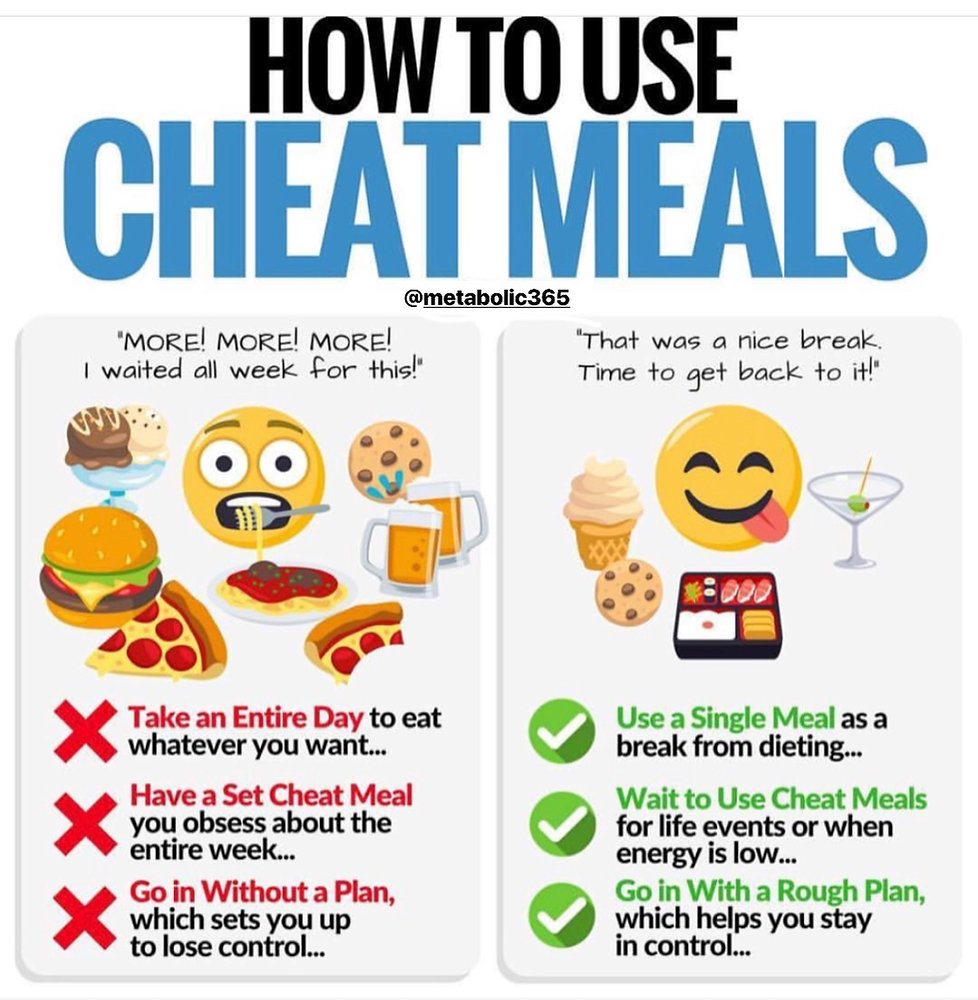 HOW TO USE
CHEAT MEALS
@metabolic365
"MORE! MORE! MORE!
I waited all week for this!"
Take an Entire Day to eat
whatever you want...
Have a Set Cheat Meal
you obsess about the
entire week...
Go in Without a Plan,
which sets you up
to lose control...
"That was a nice break.
Time to get back to it!"
Use a Single Meal as a
break from dieting...
Wait to Use Cheat Meals
for life events or when
energy is low...
Go in With a Rough Plan,
which helps you stay
in control...